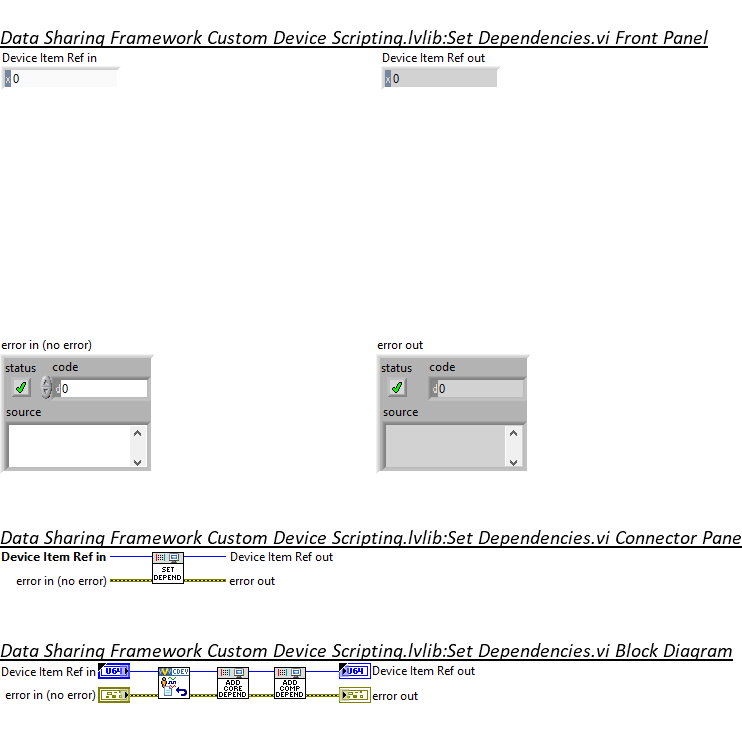 Data Sharing Framework Custom Device Scripting.lvlib:Set Dependencies.vi Front Panel
Device Item Ref in
Device Item Ref out
x 0
x 0
error in (no error)
error out
status code
status code
d 0
d 0
source
source
Data Sharing Framework Custom Device Scripting.lvlib:Set Dependencies.vi Connector Pane
Device Item Ref in
Device Item Ref out
SET
DEPEND
error in (no error)
error out
Data Sharing Framework Custom Device Scripting.lvlib:Set Dependencies.vi Block Diagram
Device Item Ref in
U64
CDEV
U64
Device Item Ref out
ADD
CORE
DEPEND
ADD
COMP
DEPEND
error in (no error)
error out